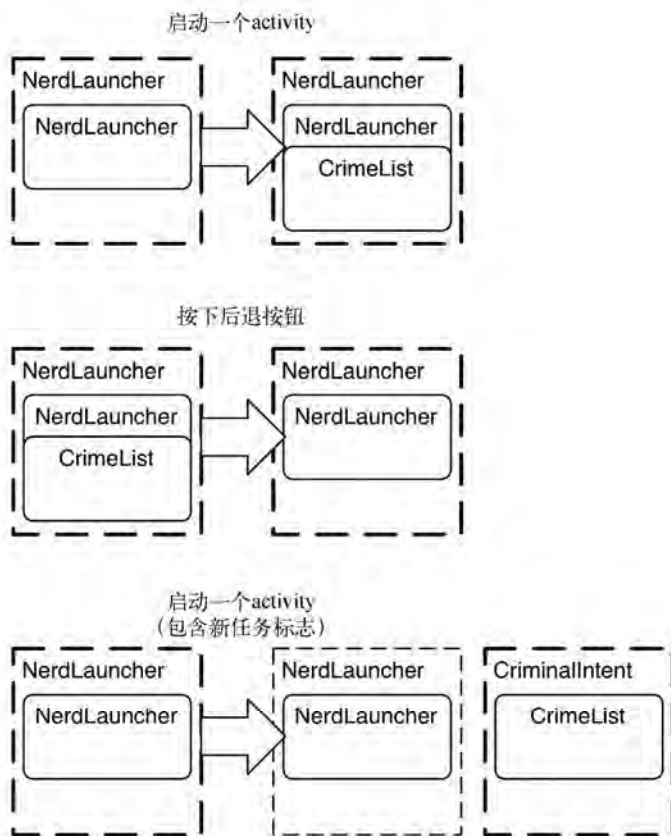 启动一个activity
NerdLauncher NerdLauncher
NerdLauncher NerdLauncher
CrimeList
按下后退按钮
NerdLauncher NerdLauncher
NerdLauncher NerdLauncher
CrimeList
启动一个activity
（包含新任务标志）
NerdLauncher NerdLauncher CriminalIntent
NerdLauncher NerdLauncher CrimeList